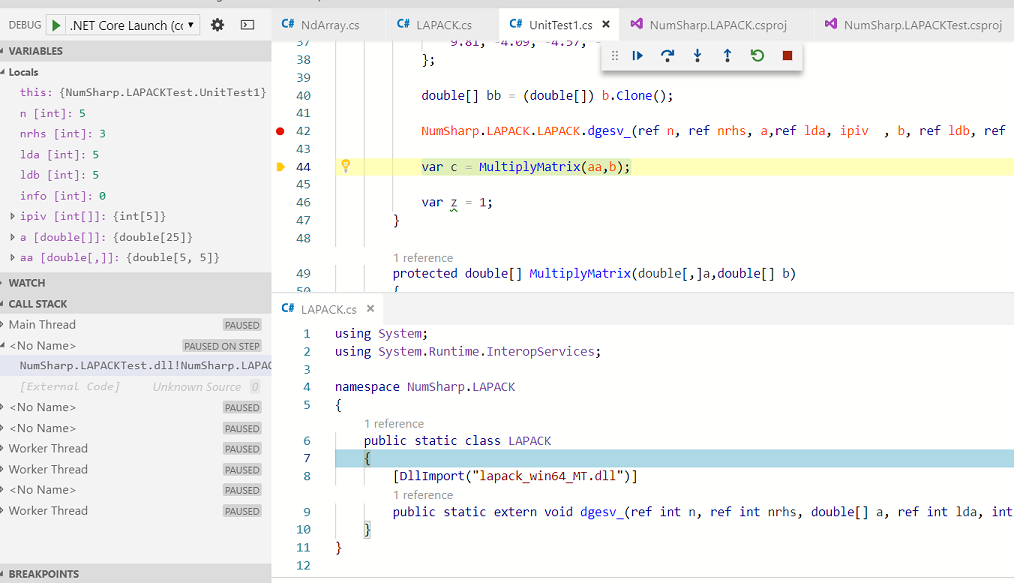 DEBUG .NET Core Launch (cc
NdArray.cs LAPACK.cs UnitTest1.cs NumSharp.LAPACK.csproj NumSharp.LAPACKTest.csproj
VARIABLES
Locals
this: {NumSharp.LAPACKTest.UnitTest1}
n [int]: 5
nrhs [int]: 3
lda [int]: 5
ldb [int]: 5
info [int]: 0
ipiv [int[]]: {int[5]}
a [double[]]: {double[25]}
aa [double[,]]: {double[5, 5]}
WATCH
CALL STACK
Main Thread PAUSED
<No Name> PAUSED ON STEP
NumSharp.LAPACKTest.dll!NumSharp.LAPAC
[External Code] Unknown Source 0
<No Name> PAUSED
<No Name> PAUSED
Worker Thread PAUSED
Worker Thread PAUSED
<No Name> PAUSED
Worker Thread PAUSED
BREAKPOINTS
37 9.81, -4.09, -4.57, -
38 };
39
40 double[] bb = (double[]) b.Clone();
41
42 NumSharp.LAPACK.LAPACK.dgesv_(ref n, ref nrhs, a,ref lda, ipiv , b, ref ldb, ref
43
44 var c = MultiplyMatrix(aa,b);
45
46 var z = 1;
47 }
48
1 reference
49 protected double[] MultiplyMatrix(double[,]a,double[] b)
50 {
C# LAPACK.cs
1 using System;
2 using System.Runtime.InteropServices;
3
4 namespace NumSharp.LAPACK
5 {
1 reference
6 public static class LAPACK
7 {
8 [DllImport("lapack_win64_MT.dll")]
1 reference
9 public static extern void dgesv_(ref int n, ref int nrhs, double[] a, ref int lda, int
10 }
11 }
12